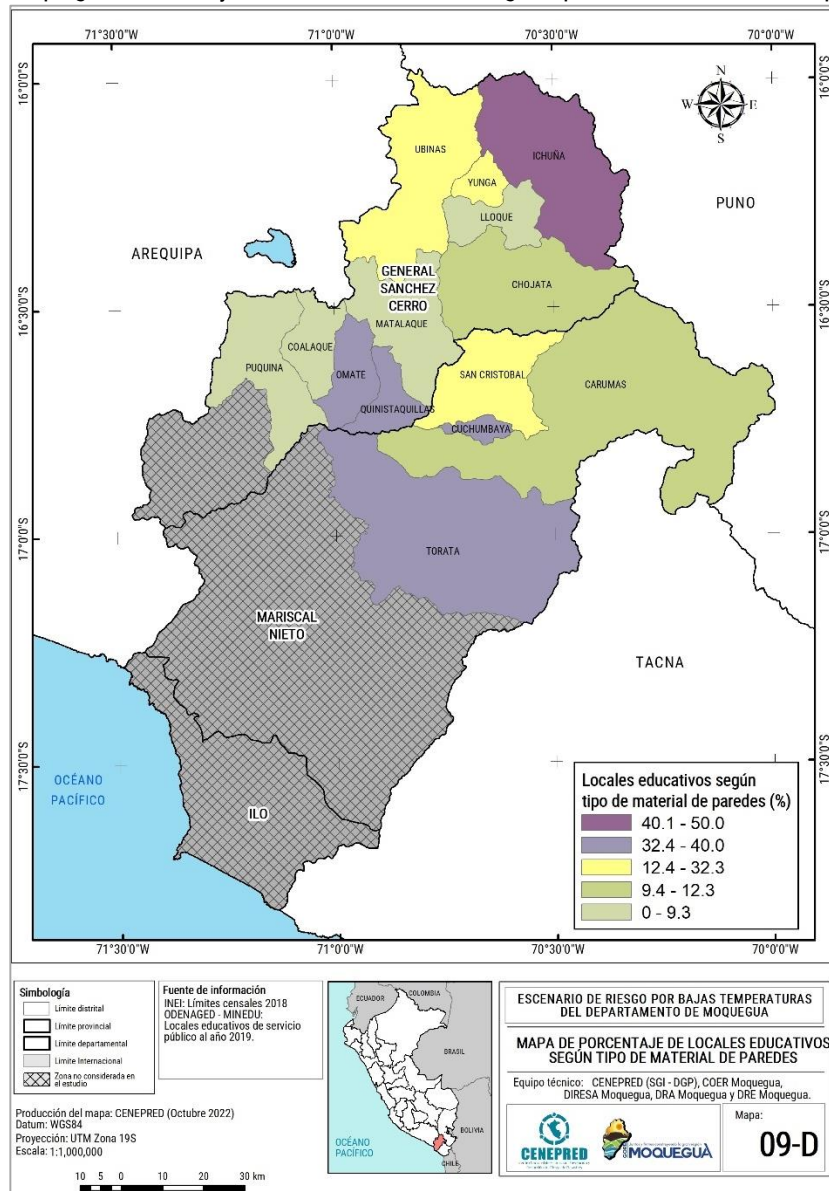 71°30'0"W
71°0'0"W
70°30'0"W
70°0'0"W
16°0'0"S
16°0'0"S
N
W
E
S
UBINAS
ICHUÑA
YUNGA
PUNO
LLOQUE
AREQUIPA
GENERAL
SANCHEZ
CERRO
CHOJATA
16°30'0"S
16°30'0"S
MATALAQUE
COALAQUE
PUQUINA
OMATE
SAN CRISTOBAL
CARUMAS
QUINISTAQUILLAS
CUCHUMBAYA
17°0'0"S
17°0'0"S
TORATA
MARISCAL
NIETO
TACNA
17°30'0"S
17°30'0"S
OCÉANO
PACÍFICO
ILO
Locales educativos según
tipo de material de paredes (%)
40.1 - 50.0
32.4 - 40.0
12.4 - 32.3
9.4 - 12.3
0 - 9.3
71°30'0"W
71°0'0"W
70°30'0"W
70°0'0"W
Simbología
Límite distrital
Límite provincial
Límite departamental
Límite Internacional
Zona no considerada en
el estudio
Fuente de información
INEI: Límites censales 2018
ODENAGED - MINEDU:
Locales educativos de servicio
público al año 2019.
Producción del mapa: CENEPRED (Octubre 2022)
Datum: WGS84
Proyección: UTM Zona 19S
Escala: 1:1,000,000
10 5 0 10 20 30 km
ECUADOR
COLOMBIA
BRASIL
BOLIVIA
OCÉANO
PACÍFICO
CHILE
ESCENARIO DE RIESGO POR BAJAS TEMPERATURAS
DEL DEPARTAMENTO DE MOQUEGUA
MAPA DE PORCENTAJE DE LOCALES EDUCATIVOS
SEGÚN TIPO DE MATERIAL DE PAREDES
Equipo técnico: CENEPRED (SGI - DGP), COER Moquegua,
DIRESA Moquegua, DRA Moquegua y DRE Moquegua.
CENEPRED
MOQUEGUA
Mapa:
09-D